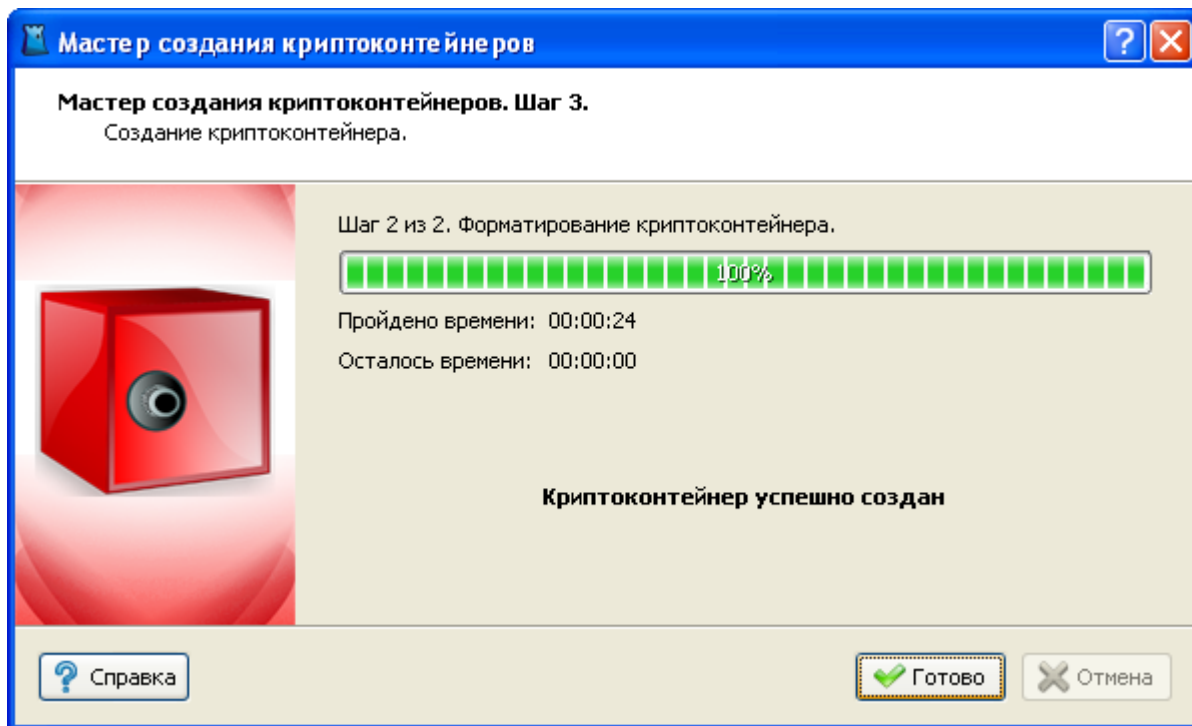 Мастер создания криптоконтейнеров
Мастер создания криптоконтейнеров. Шаг 3.
Создание криптоконтейнера.
Шаг 2 из 2. Форматирование криптоконтейнера.
100%
Пройдено времени: 00:00:24
Осталось времени: 00:00:00
Криптоконтейнер успешно создан
Справка
Готово
Отмена